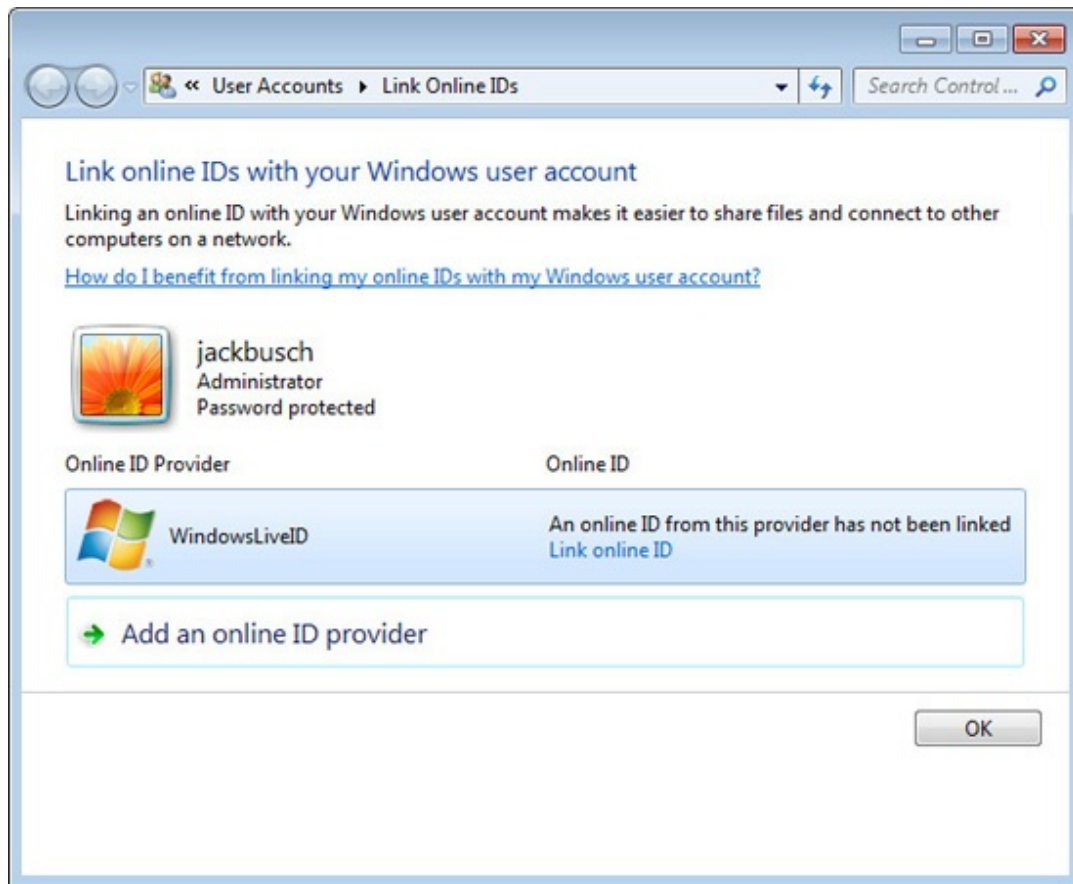 « User Accounts ▸ Link Online IDs
Search Control ...
Link online IDs with your Windows user account
Linking an online ID with your Windows user account makes it easier to share files and connect to other
computers on a network.
How do I benefit from linking my online IDs with my Windows user account?
jackbusch
Administrator
Password protected
Online ID Provider
Online ID
WindowsLiveID
An online ID from this provider has not been linked
Link online ID
Add an online ID provider
OK